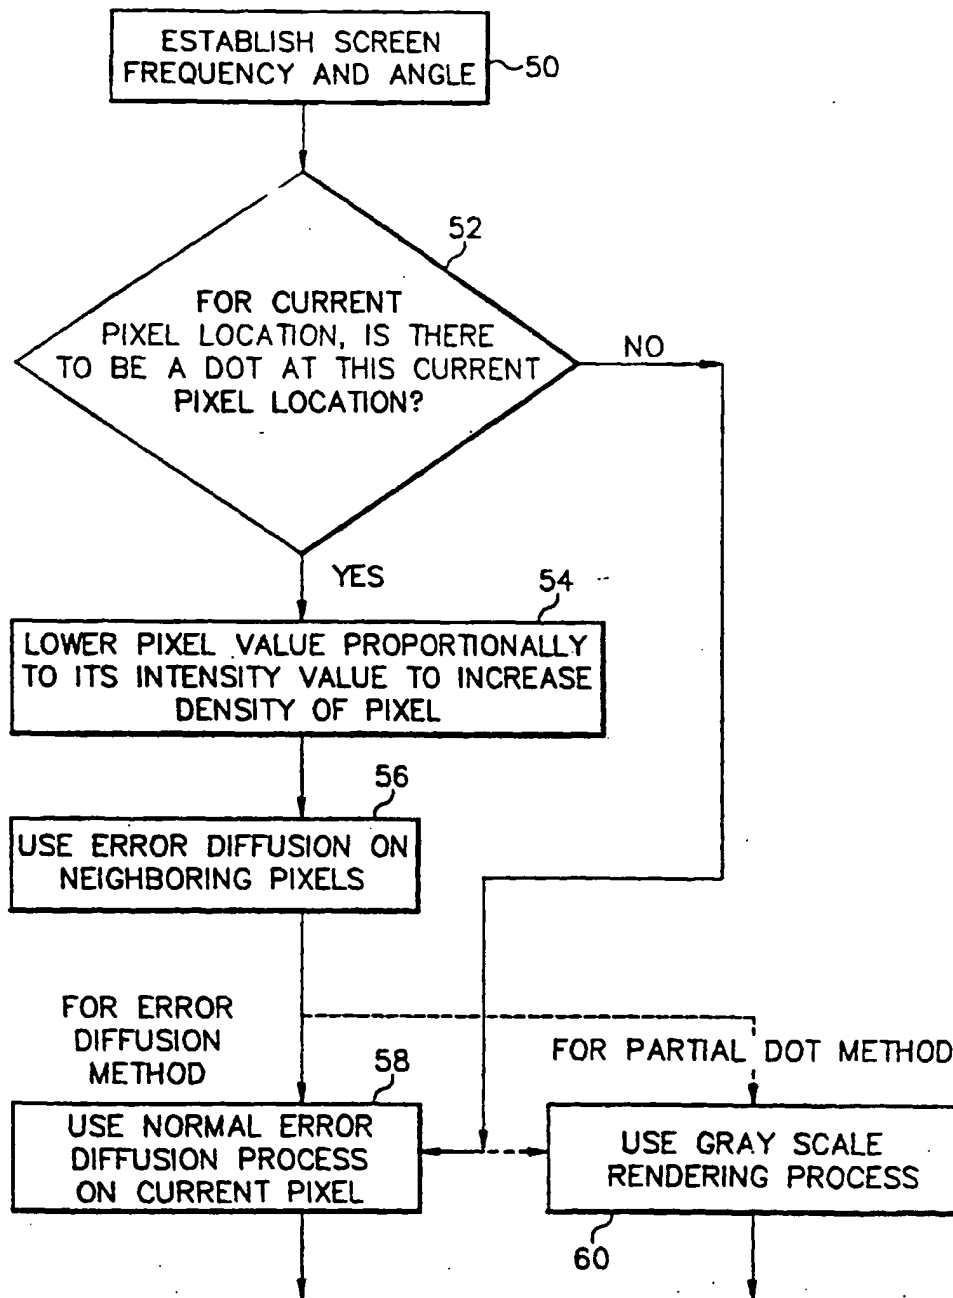 ESTABLISH SCREEN
FREQUENCY AND ANGLE
50
52
FOR CURRENT
PIXEL LOCATION, IS THERE
TO BE A DOT AT THIS CURRENT
PIXEL LOCATION?
NO
YES
54
LOWER PIXEL VALUE PROPORTIONALLY
TO ITS INTENSITY VALUE TO INCREASE
DENSITY OF PIXEL
56
USE ERROR DIFFUSION ON
NEIGHBORING PIXELS
FOR ERROR
DIFFUSION
METHOD
FOR PARTIAL DOT METHOD
58
USE NORMAL ERROR
DIFFUSION PROCESS
ON CURRENT PIXEL
USE GRAY SCALE
RENDERING PROCESS
60